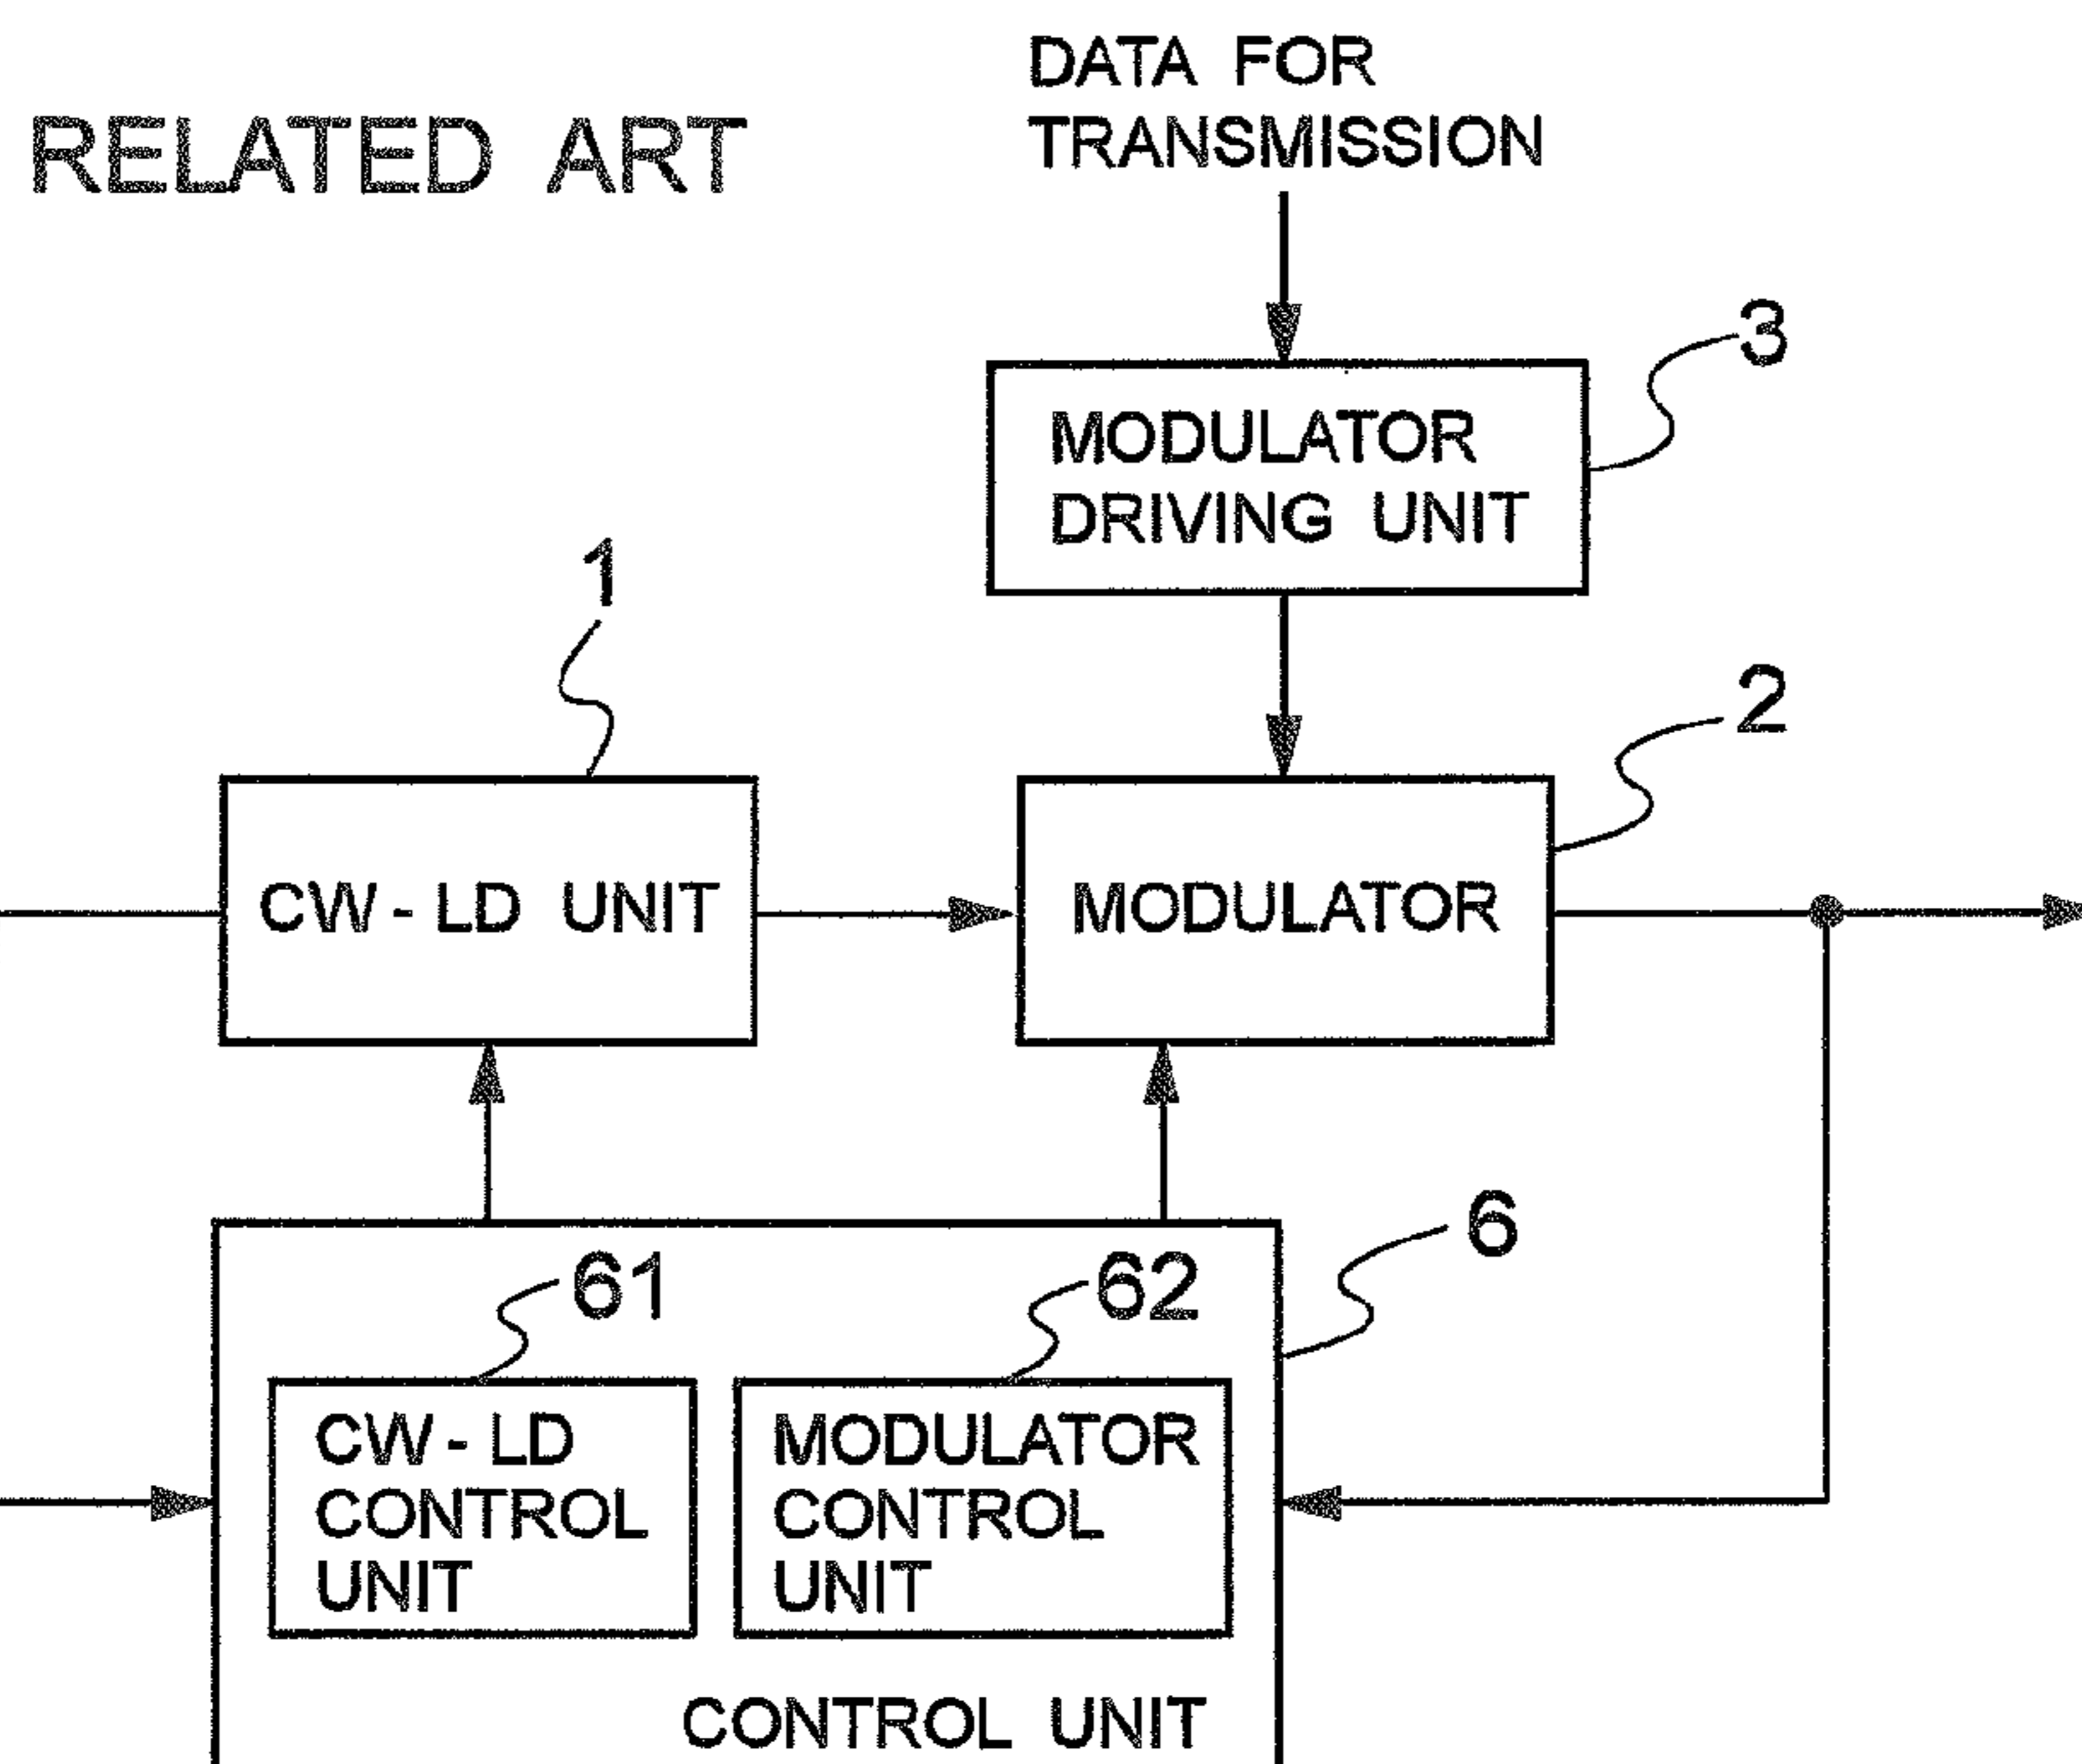 RELATED ART
DATA FOR
TRANSMISSION
3
MODULATOR
DRIVING UNIT
1
2
CW-LD UNIT
MODULATOR
6
61
62
CW-LD
CONTROL
UNIT
MODULATOR
CONTROL
UNIT
CONTROL UNIT